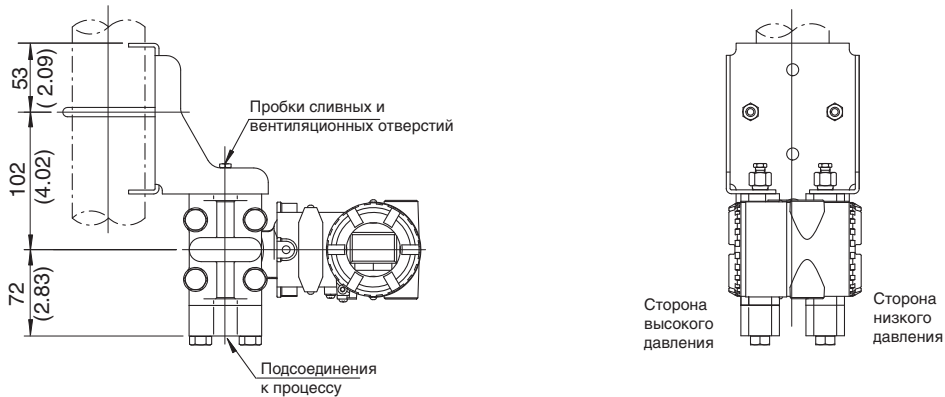 53
( 2.09)
102
(4.02)
72
(2.83)
Пробки сливных и
вентиляционных отверстий
Подсоединения
к процессу
Сторона
высокого
давления
Сторона
низкого
давления